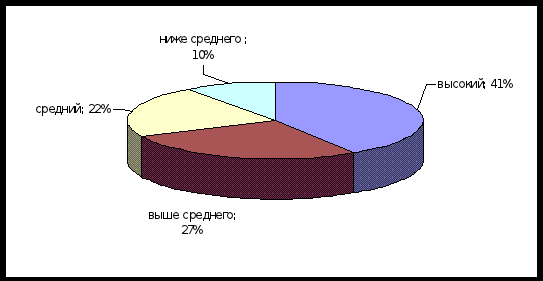 ниже среднего ;
10%
высокий; 41%
средний; 22%
выше среднего;
27%